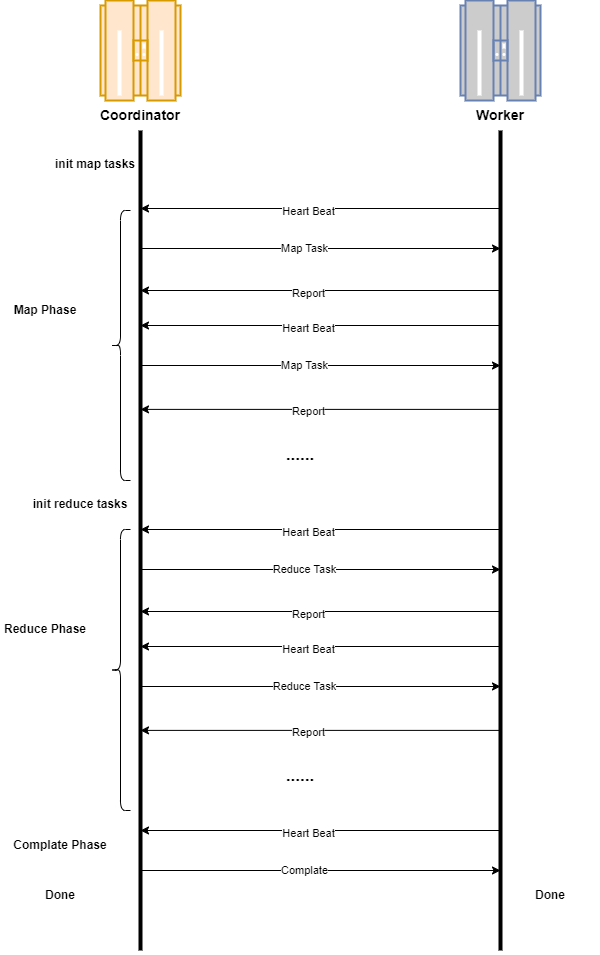 Coordinator
Worker
init map tasks
Heart Beat
Map Task
Report
Map Phase
Heart Beat
Map Task
Report
......
init reduce tasks
Heart Beat
Reduce Task
Report
Reduce Phase
Heart Beat
Reduce Task
Report
......
Heart Beat
Complate Phase
Complate
Done
Done